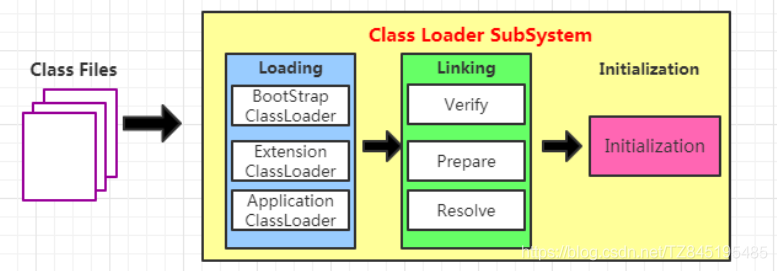 Class Loader SubSystem
Class Files
Loading
BootStrap
ClassLoader
Extension
ClassLoader
Application
ClassLoader
Linking
Verify
Prepare
Resolve
Initialization
Initialization
https://blog.csdn.net/TZ845195485